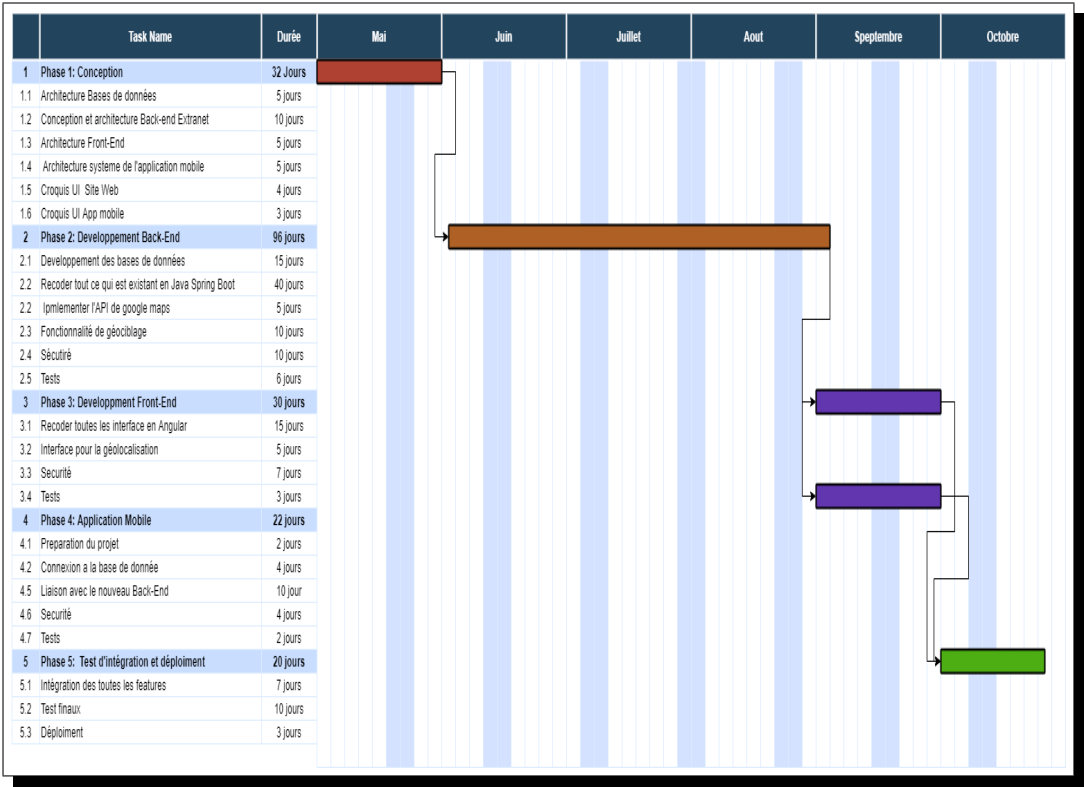 Task Name Durée Mai Juin Juillet Aout Speptembre Octobre
1 Phase 1: Conception 32 Jours
1.1 Architecture Bases de données 5 jours
1.2 Conception et architecture Back-end Extranet 10 jours
1.3 Architecture Front-End 5 jours
1.4 Architecture systeme de l'application mobile 5 jours
1.5 Croquis UI Site Web 4 jours
1.6 Croquis UI App mobile 3 jours
2 Phase 2: Developpement Back-End 96 jours
2.1 Developpement des bases de données 15 jours
2.2 Recoder tout ce qui est existant en Java Spring Boot 40 jours
2.2 Ipmlementer l'API de google maps 5 jours
2.3 Fonctionnalité de géociblage 10 jours
2.4 Sécutiré 10 jours
2.5 Tests 6 jours
3 Phase 3: Developpment Front-End 30 jours
3.1 Recoder toutes les interface en Angular 15 jours
3.2 Interface pour la géolocalisation 5 jours
3.3 Securité 7 jours
3.4 Tests 3 jours
4 Phase 4: Application Mobile 22 jours
4.1 Preparation du projet 2 jours
4.2 Connexion a la base de donnée 4 jours
4.5 Liaison avec le nouveau Back-End 10 jour
4.6 Securité 4 jours
4.7 Tests 2 jours
5 Phase 5: Test d'intégration et déploiment 20 jours
5.1 Intégration des toutes les features 7 jours
5.2 Test finaux 10 jours
5.3 Déploiment 3 jours